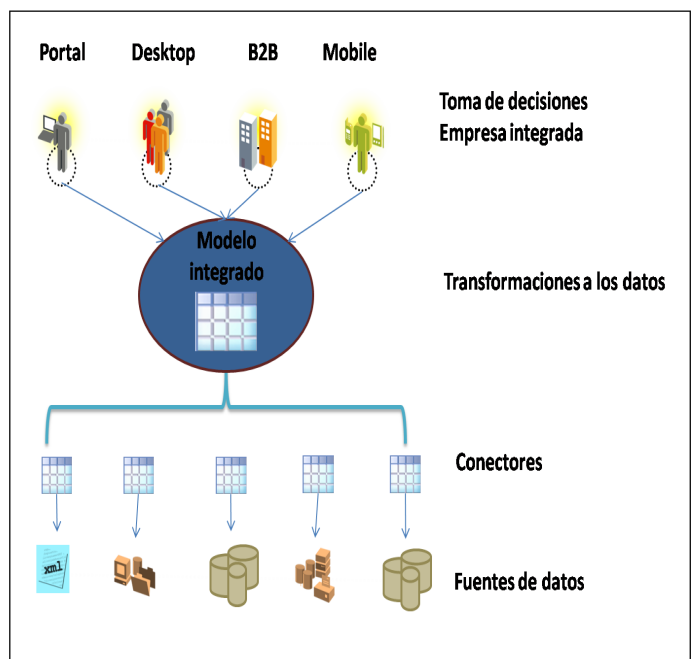 Portal
Desktop
B2B
Mobile
Toma de decisiones
Empresa integrada
Modelo
integrado
Transformaciones a los datos
Conectores
xml
Fuentes de datos